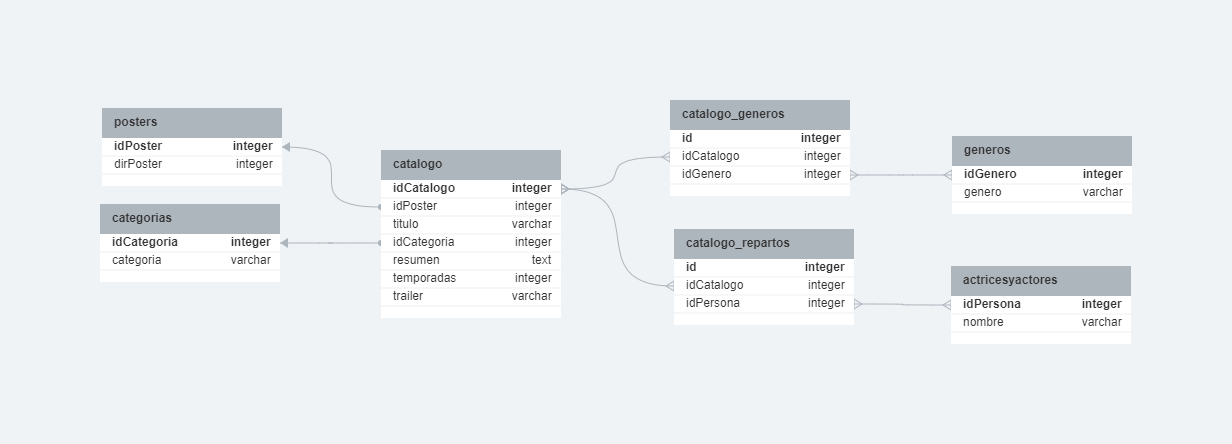 posters
idPoster integer
dirPoster integer
categorias
idCategoria integer
categoria varchar
catalogo
idCatalogo integer
idPoster integer
titulo varchar
idCategoria integer
resumen text
temporadas integer
trailer varchar
catalogo_generos
id integer
idCatalogo integer
idGenero integer
catalogo_repartos
id integer
idCatalogo integer
idPersona integer
generos
idGenero integer
genero varchar
actricesyactores
idPersona integer
nombre varchar